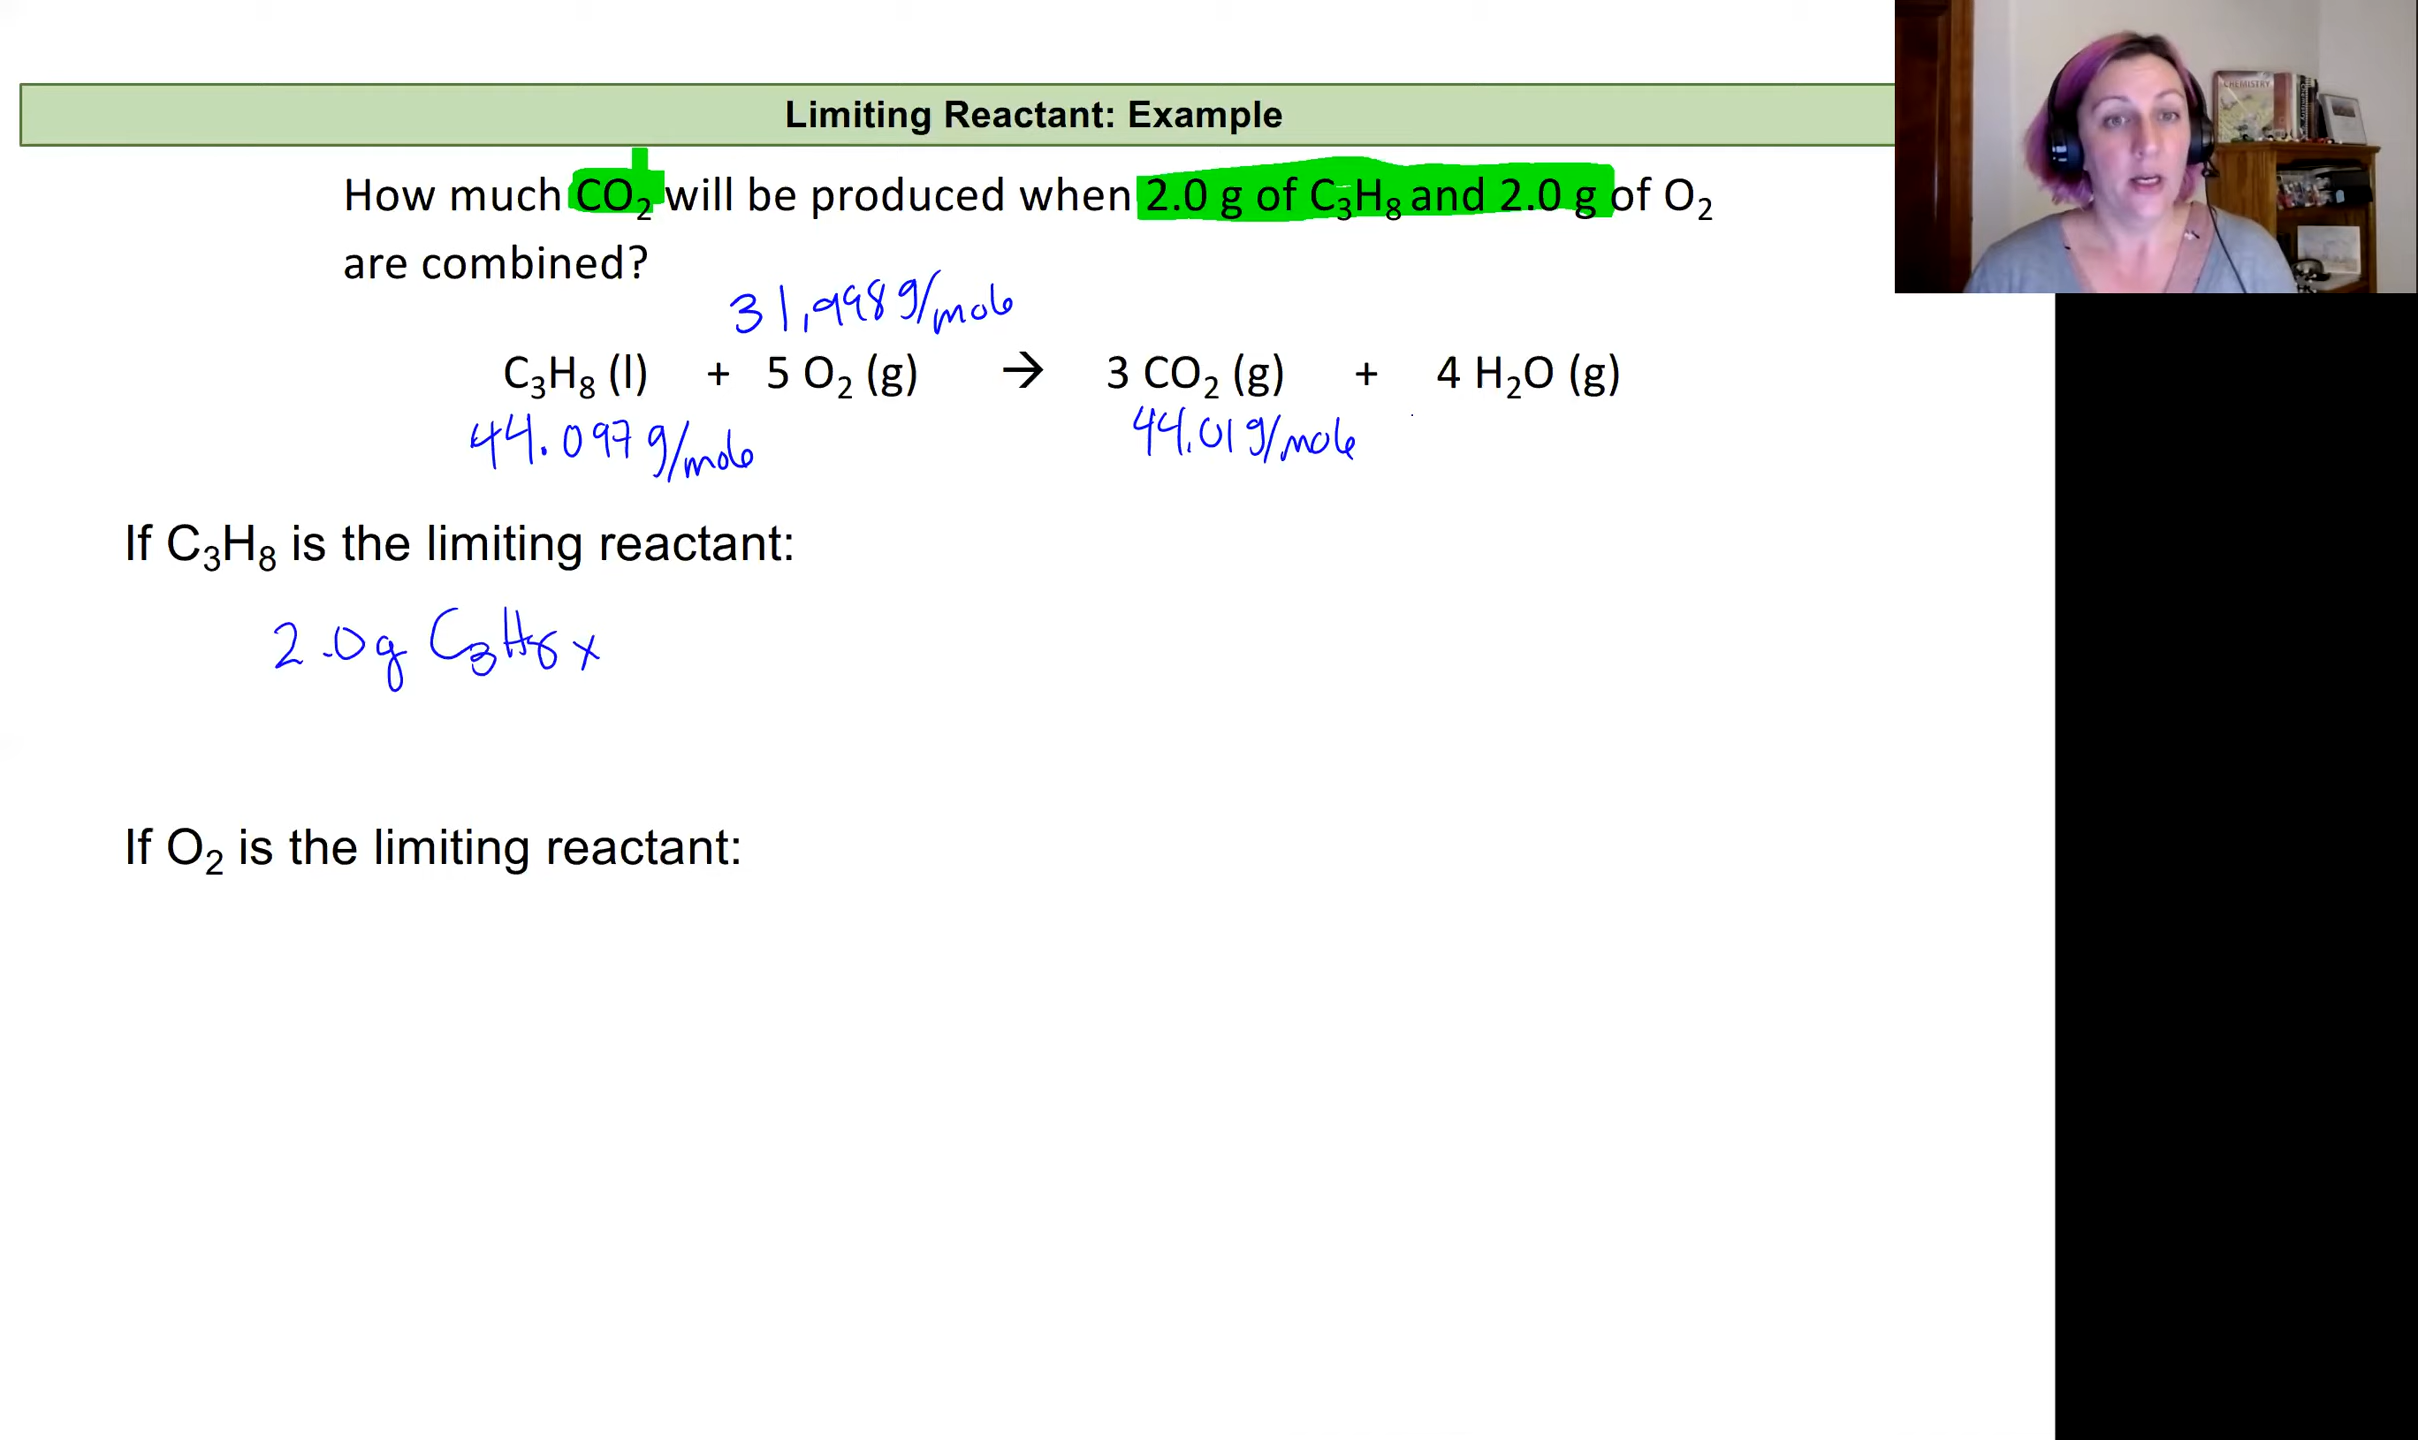 Limiting Reactant: Example
How much CO₂ will be produced when 2.0 g of C₃H₈ and 2.0 g of O₂
are combined?
31.998 g/mole
C₃H₈ (l) + 5 O₂ (g) → 3 CO₂ (g) + 4 H₂O (g)
44.097 g/mole 44.01 g/mole
If C₃H₈ is the limiting reactant:
2.0 g C₃H₈ x
If O₂ is the limiting reactant:
CHEMISTRY